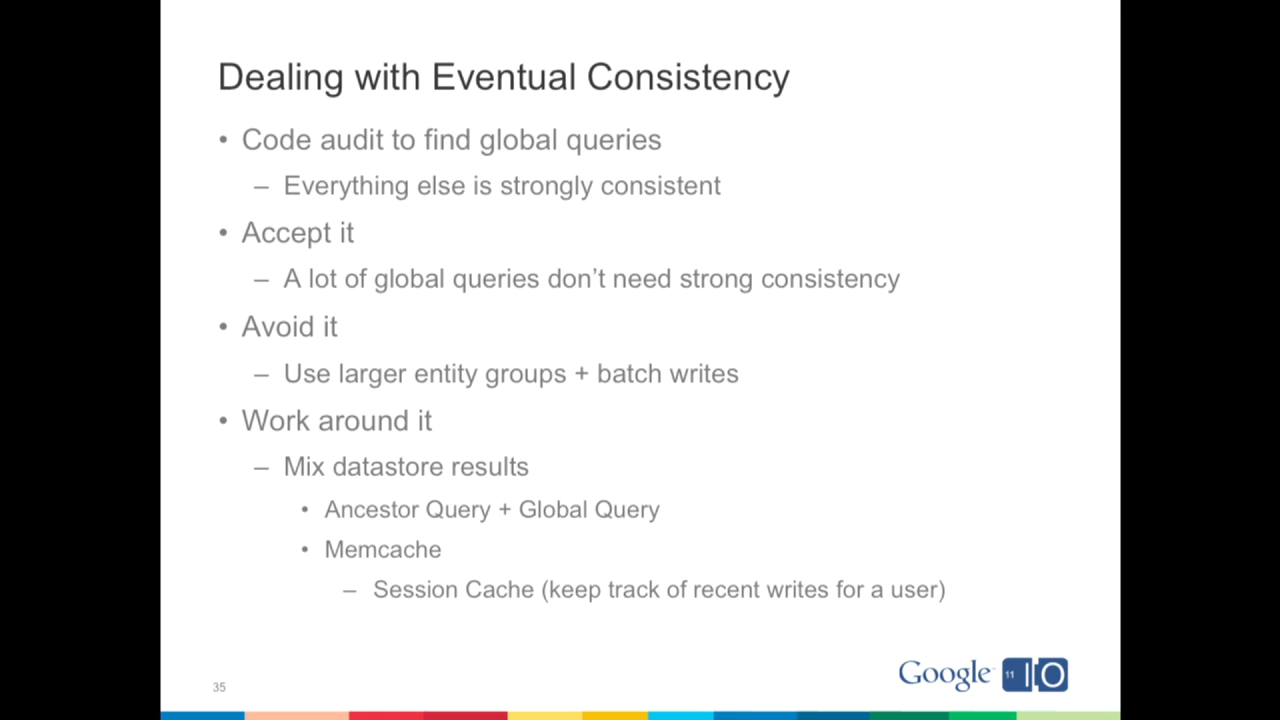 Dealing with Eventual Consistency
• Code audit to find global queries
– Everything else is strongly consistent
• Accept it
– A lot of global queries don’t need strong consistency
• Avoid it
– Use larger entity groups + batch writes
• Work around it
– Mix datastore results
• Ancestor Query + Global Query
• Memcache
– Session Cache (keep track of recent writes for a user)
35
Google 11 IO